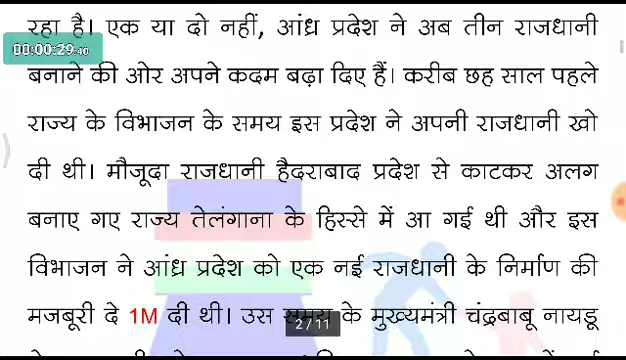 रहा है। एक या दो नहीं, आंध्र प्रदेश ने अब तीन राजधानी
00:00:29:40
बनाने की ओर अपने कदम बढ़ा दिए हैं। करीब छह साल पहले
राज्य के विभाजन के समय इस प्रदेश ने अपनी राजधानी खो
दी थी। मौजूदा राजधानी हैदराबाद प्रदेश से काटकर अलग
बनाए गए राज्य तेलंगाना के हिस्से में आ गई थी और इस
विभाजन ने आंध्र प्रदेश को एक नई राजधानी के निर्माण की
मजबूरी दे 1M दी थी। उस समय के मुख्यमंत्री चंद्रबाबू नायडू
2/11